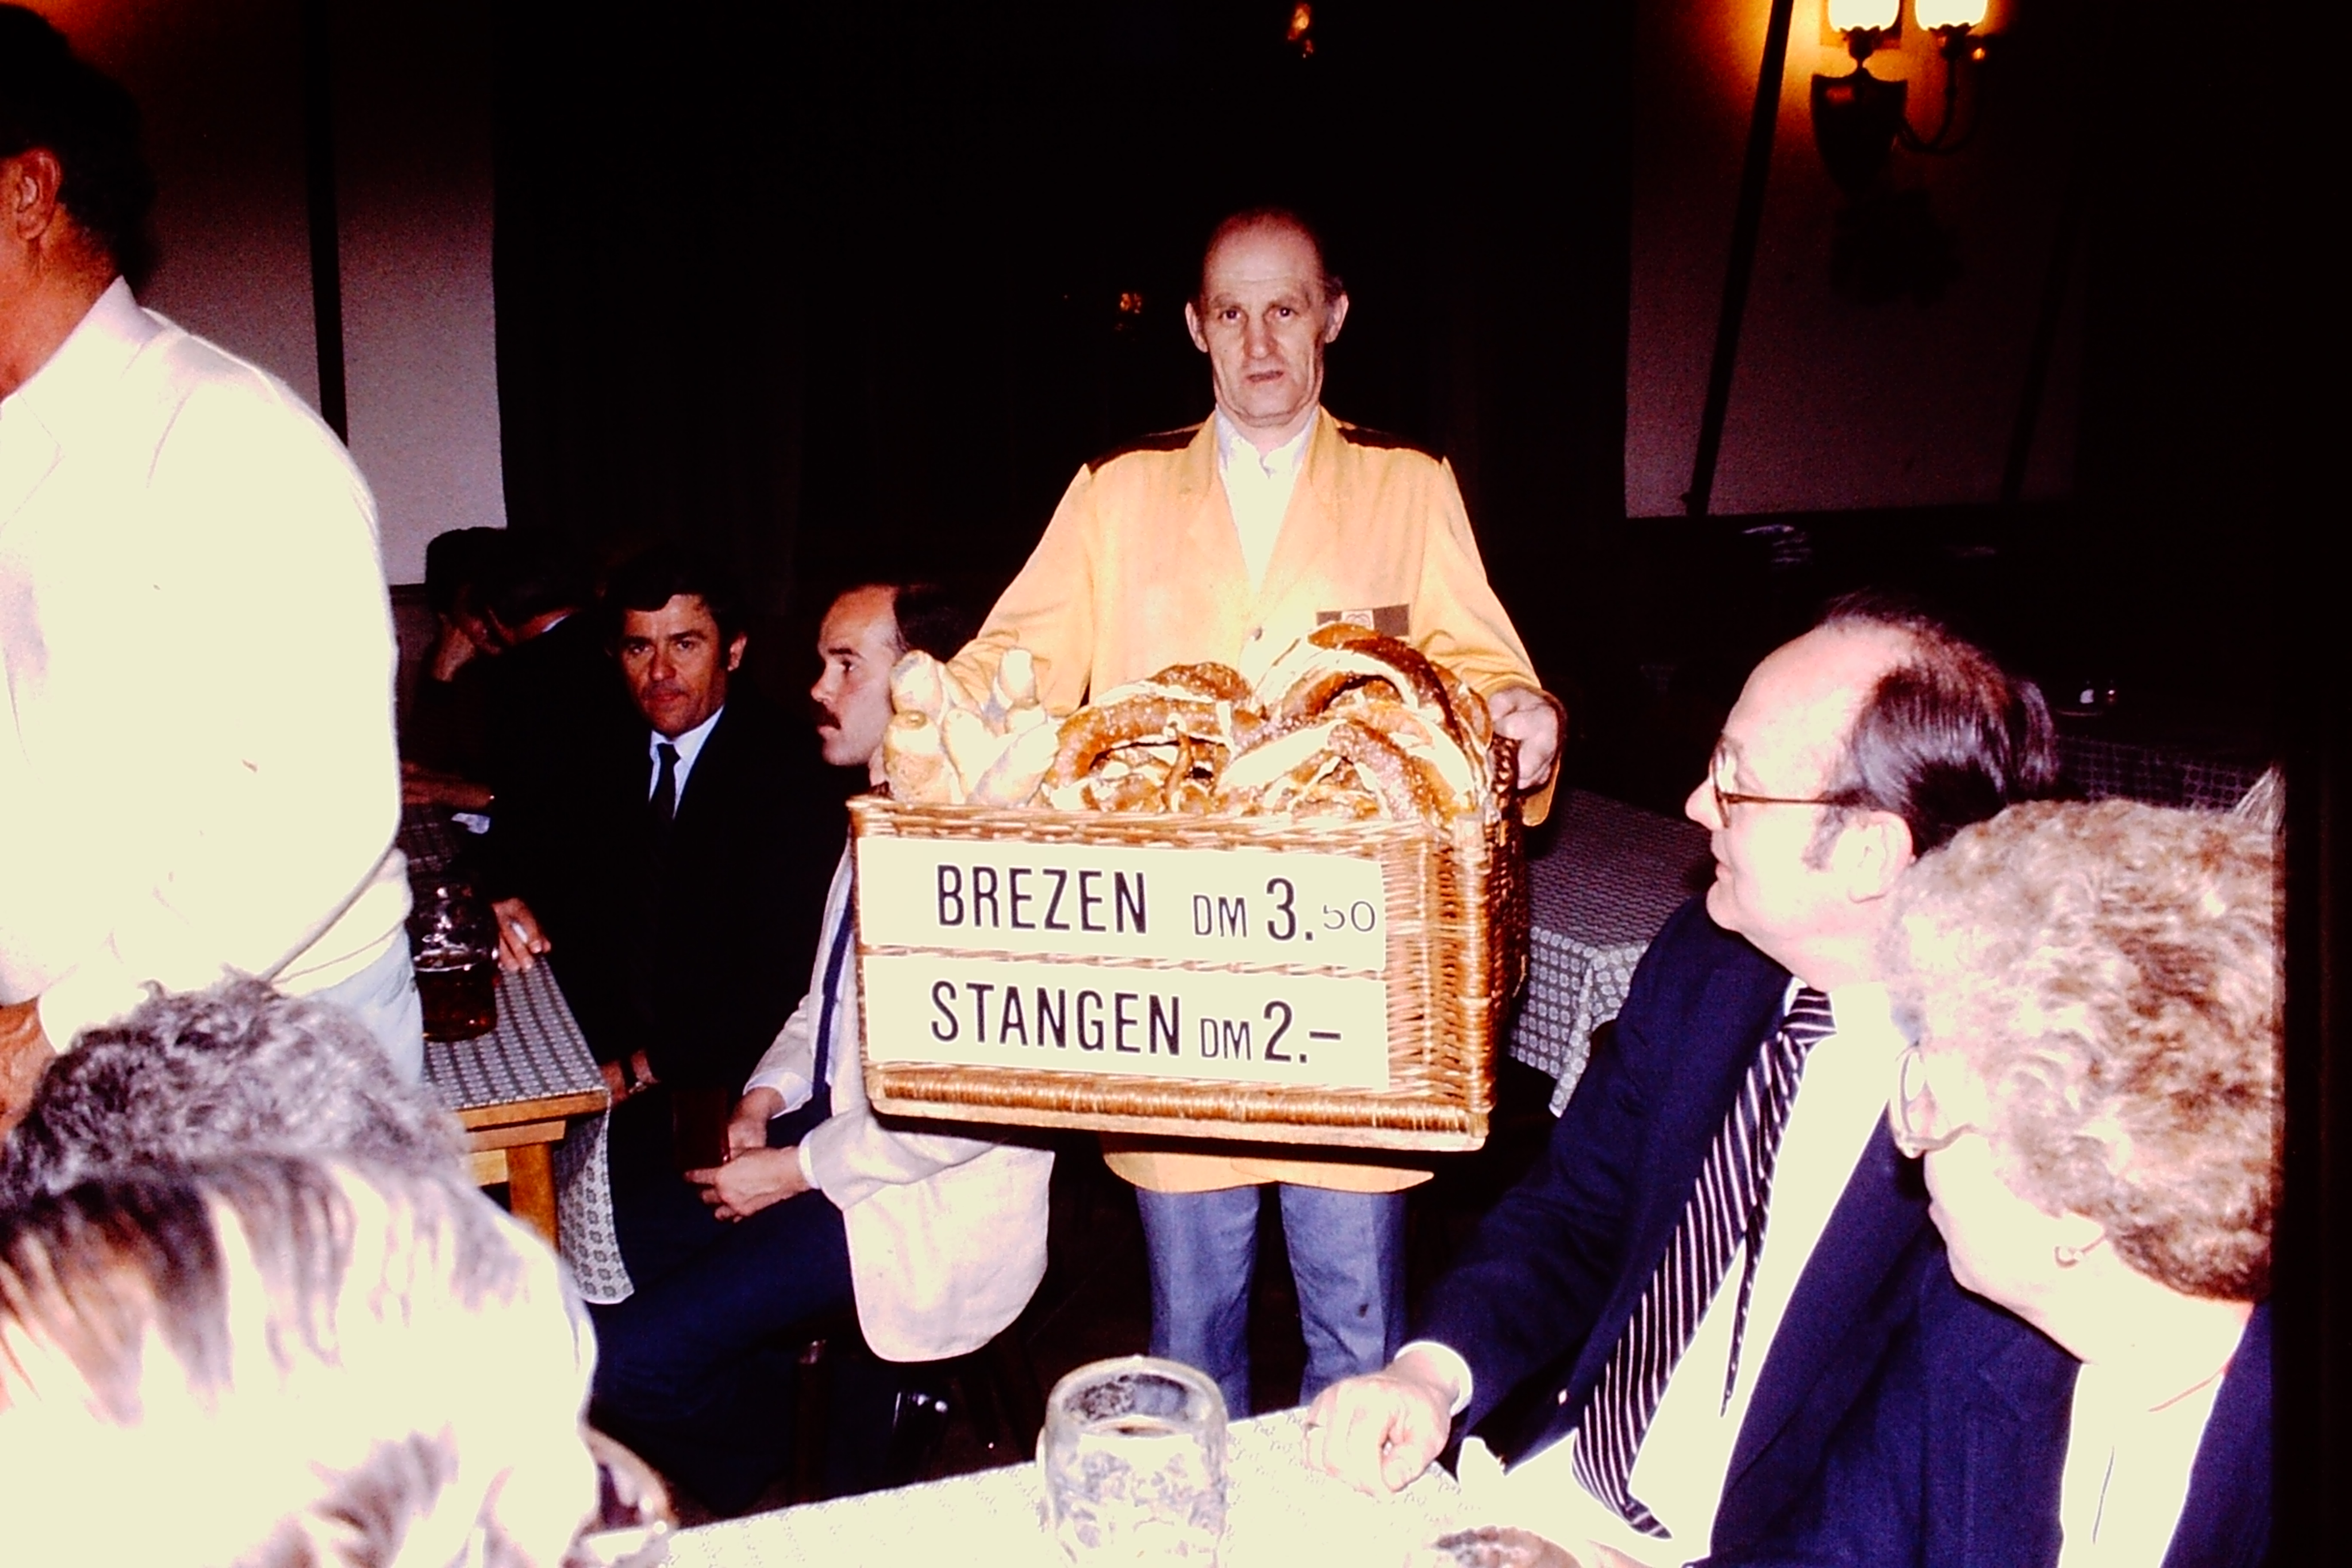 BREZEN DM 3.50
STANGEN DM 2.–